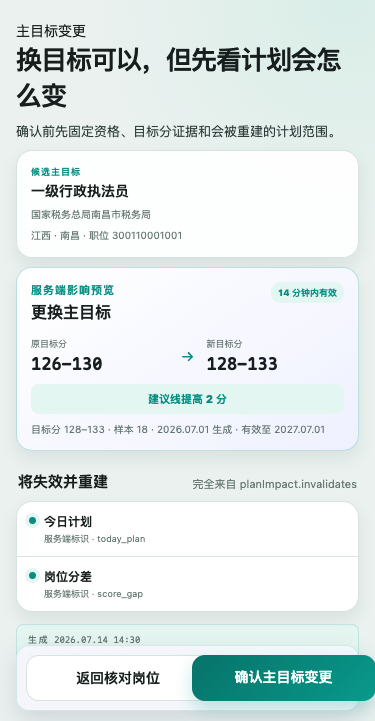 主目标变更
换目标可以，但先看计划会怎
么变
确认前先固定资格、目标分证据和会被重建的计划范围。
候选主目标
一级行政执法员
国家税务总局南昌市税务局
江西 · 南昌 · 职位 300110001001
服务端影响预览
14 分钟内有效
更换主目标
原目标分
新目标分
126–130
→
128–133
建议线提高 2 分
目标分 128–133 · 样本 18 · 2026.07.01 生成 · 有效至 2027.07.01
将失效并重建
完全来自 planImpact.invalidates
今日计划
服务端标识 · today_plan
岗位分差
服务端标识 · score_gap
生成 2026.07.14 14:30
返回核对岗位
确认主目标变更